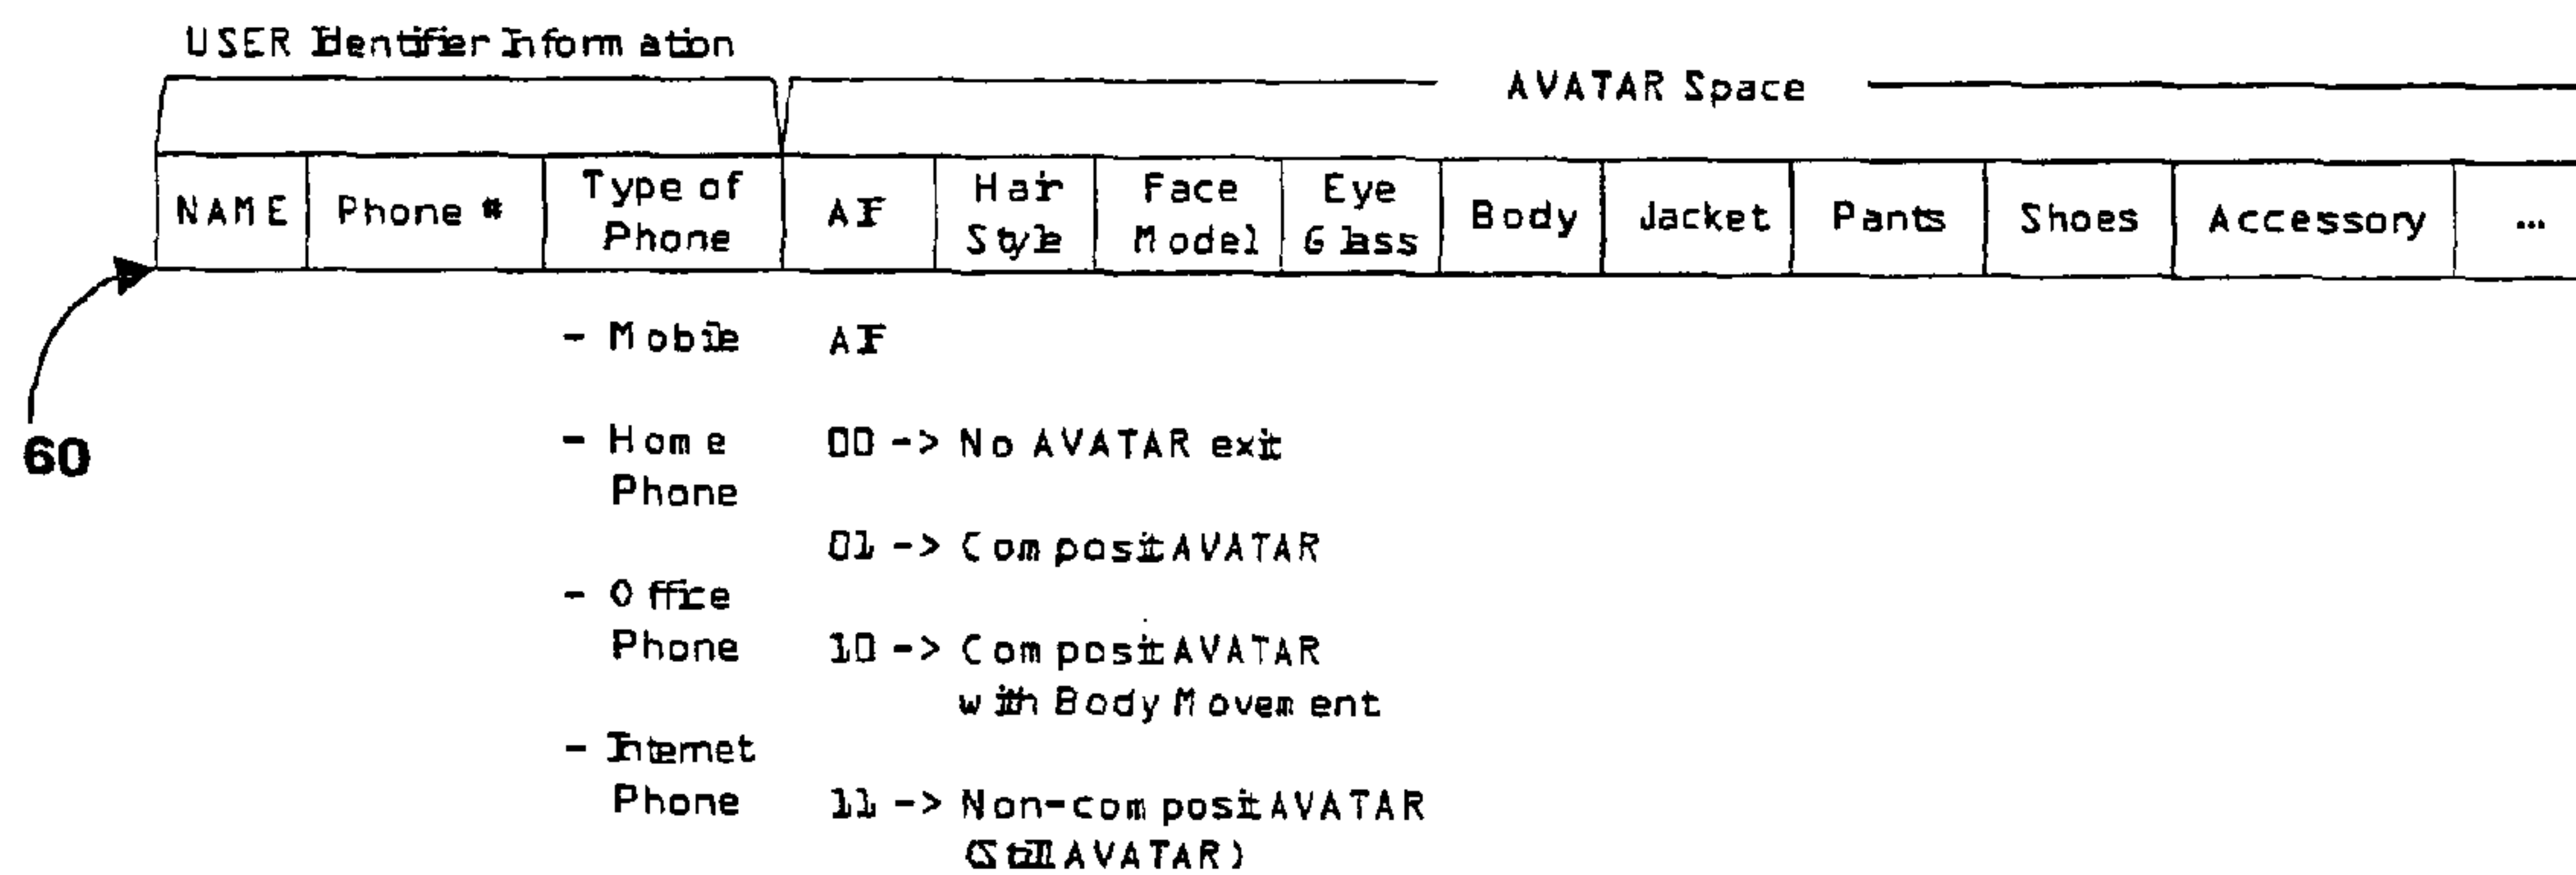 USER Identifier Information
AVATAR Space
NAME
Phone #
Type of
Phone
AIF
Hair
Style
Face
Model
Eye
Glass
Body
Jacket
Pants
Shoes
Accessory
...
60
- Mobile
- Home
Phone
- Office
Phone
- Internet
Phone
AIF
00 -> No AVATAR exit
01 -> Composit AVATAR
10 -> Composit AVATAR
with Body Movement
11 -> Non-composit AVATAR
(Still AVATAR)